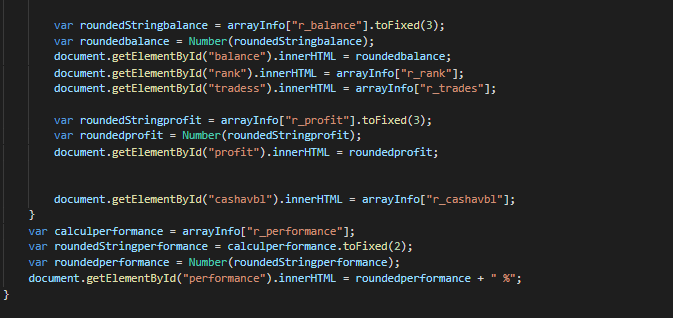 var roundedStringbalance = arrayInfo["r_balance"].toFixed(3);
var roundedbalance = Number(roundedStringbalance);
document.getElementById("balance").innerHTML = roundedbalance;
document.getElementById("rank").innerHTML = arrayInfo["r_rank"];
document.getElementById("tradess").innerHTML = arrayInfo["r_trades"];
var roundedStringprofit = arrayInfo["r_profit"].toFixed(3);
var roundedprofit = Number(roundedStringprofit);
document.getElementById("profit").innerHTML = roundedprofit;
document.getElementById("cashavbl").innerHTML = arrayInfo["r_cashavbl"];
}
var calculperformance = arrayInfo["r_performance"];
var roundedStringperformance = calculperformance.toFixed(2);
var roundedperformance = Number(roundedStringperformance);
document.getElementById("performance").innerHTML = roundedperformance + " %";
}